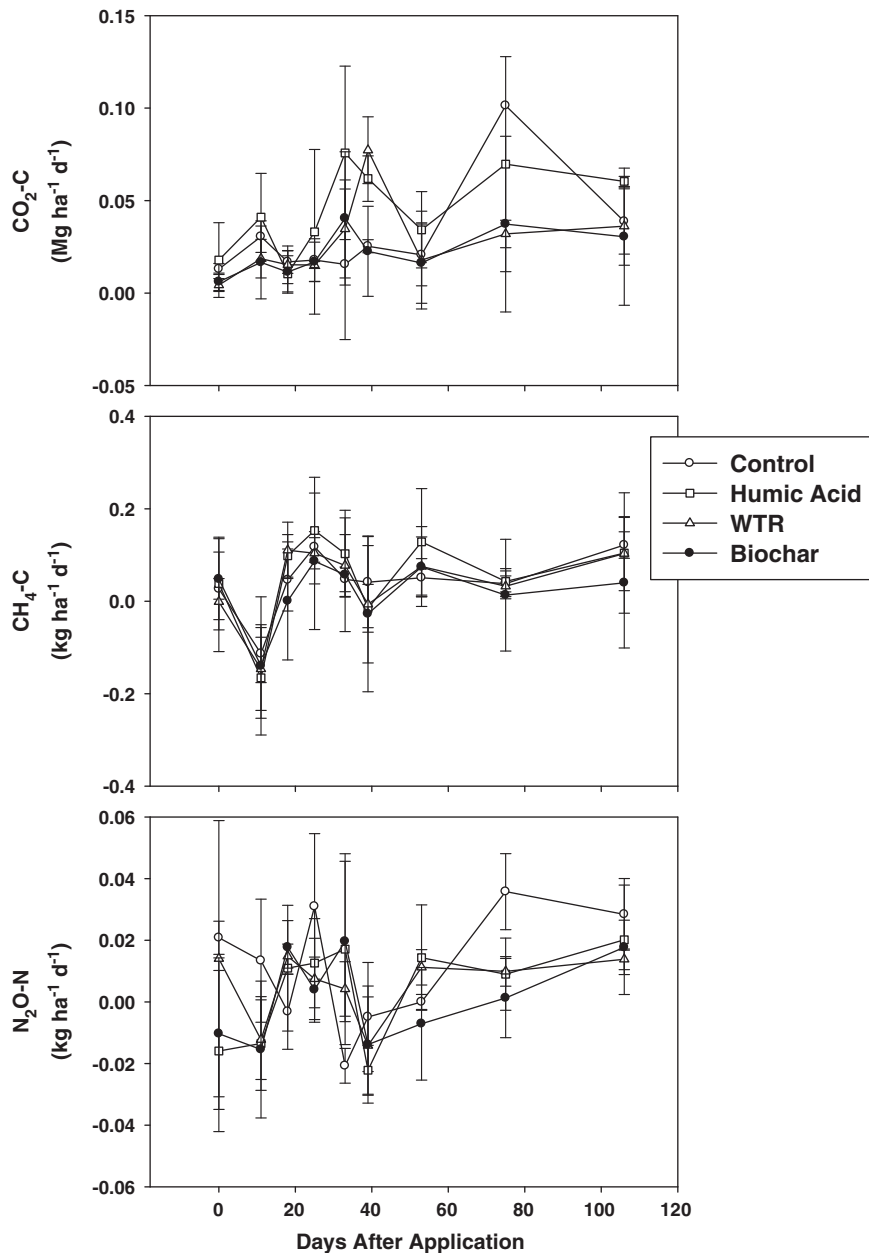 0.15
0.10
0.05
0.00
-0.05
CO₂-C
(Mg ha⁻¹ d⁻¹)
0.4
0.2
0.0
-0.2
-0.4
CH₄-C
(kg ha⁻¹ d⁻¹)
Control
Humic Acid
WTR
Biochar
0.06
0.04
0.02
0.00
-0.02
-0.04
-0.06
N₂O-N
(kg ha⁻¹ d⁻¹)
0 20 40 60 80 100 120
Days After Application